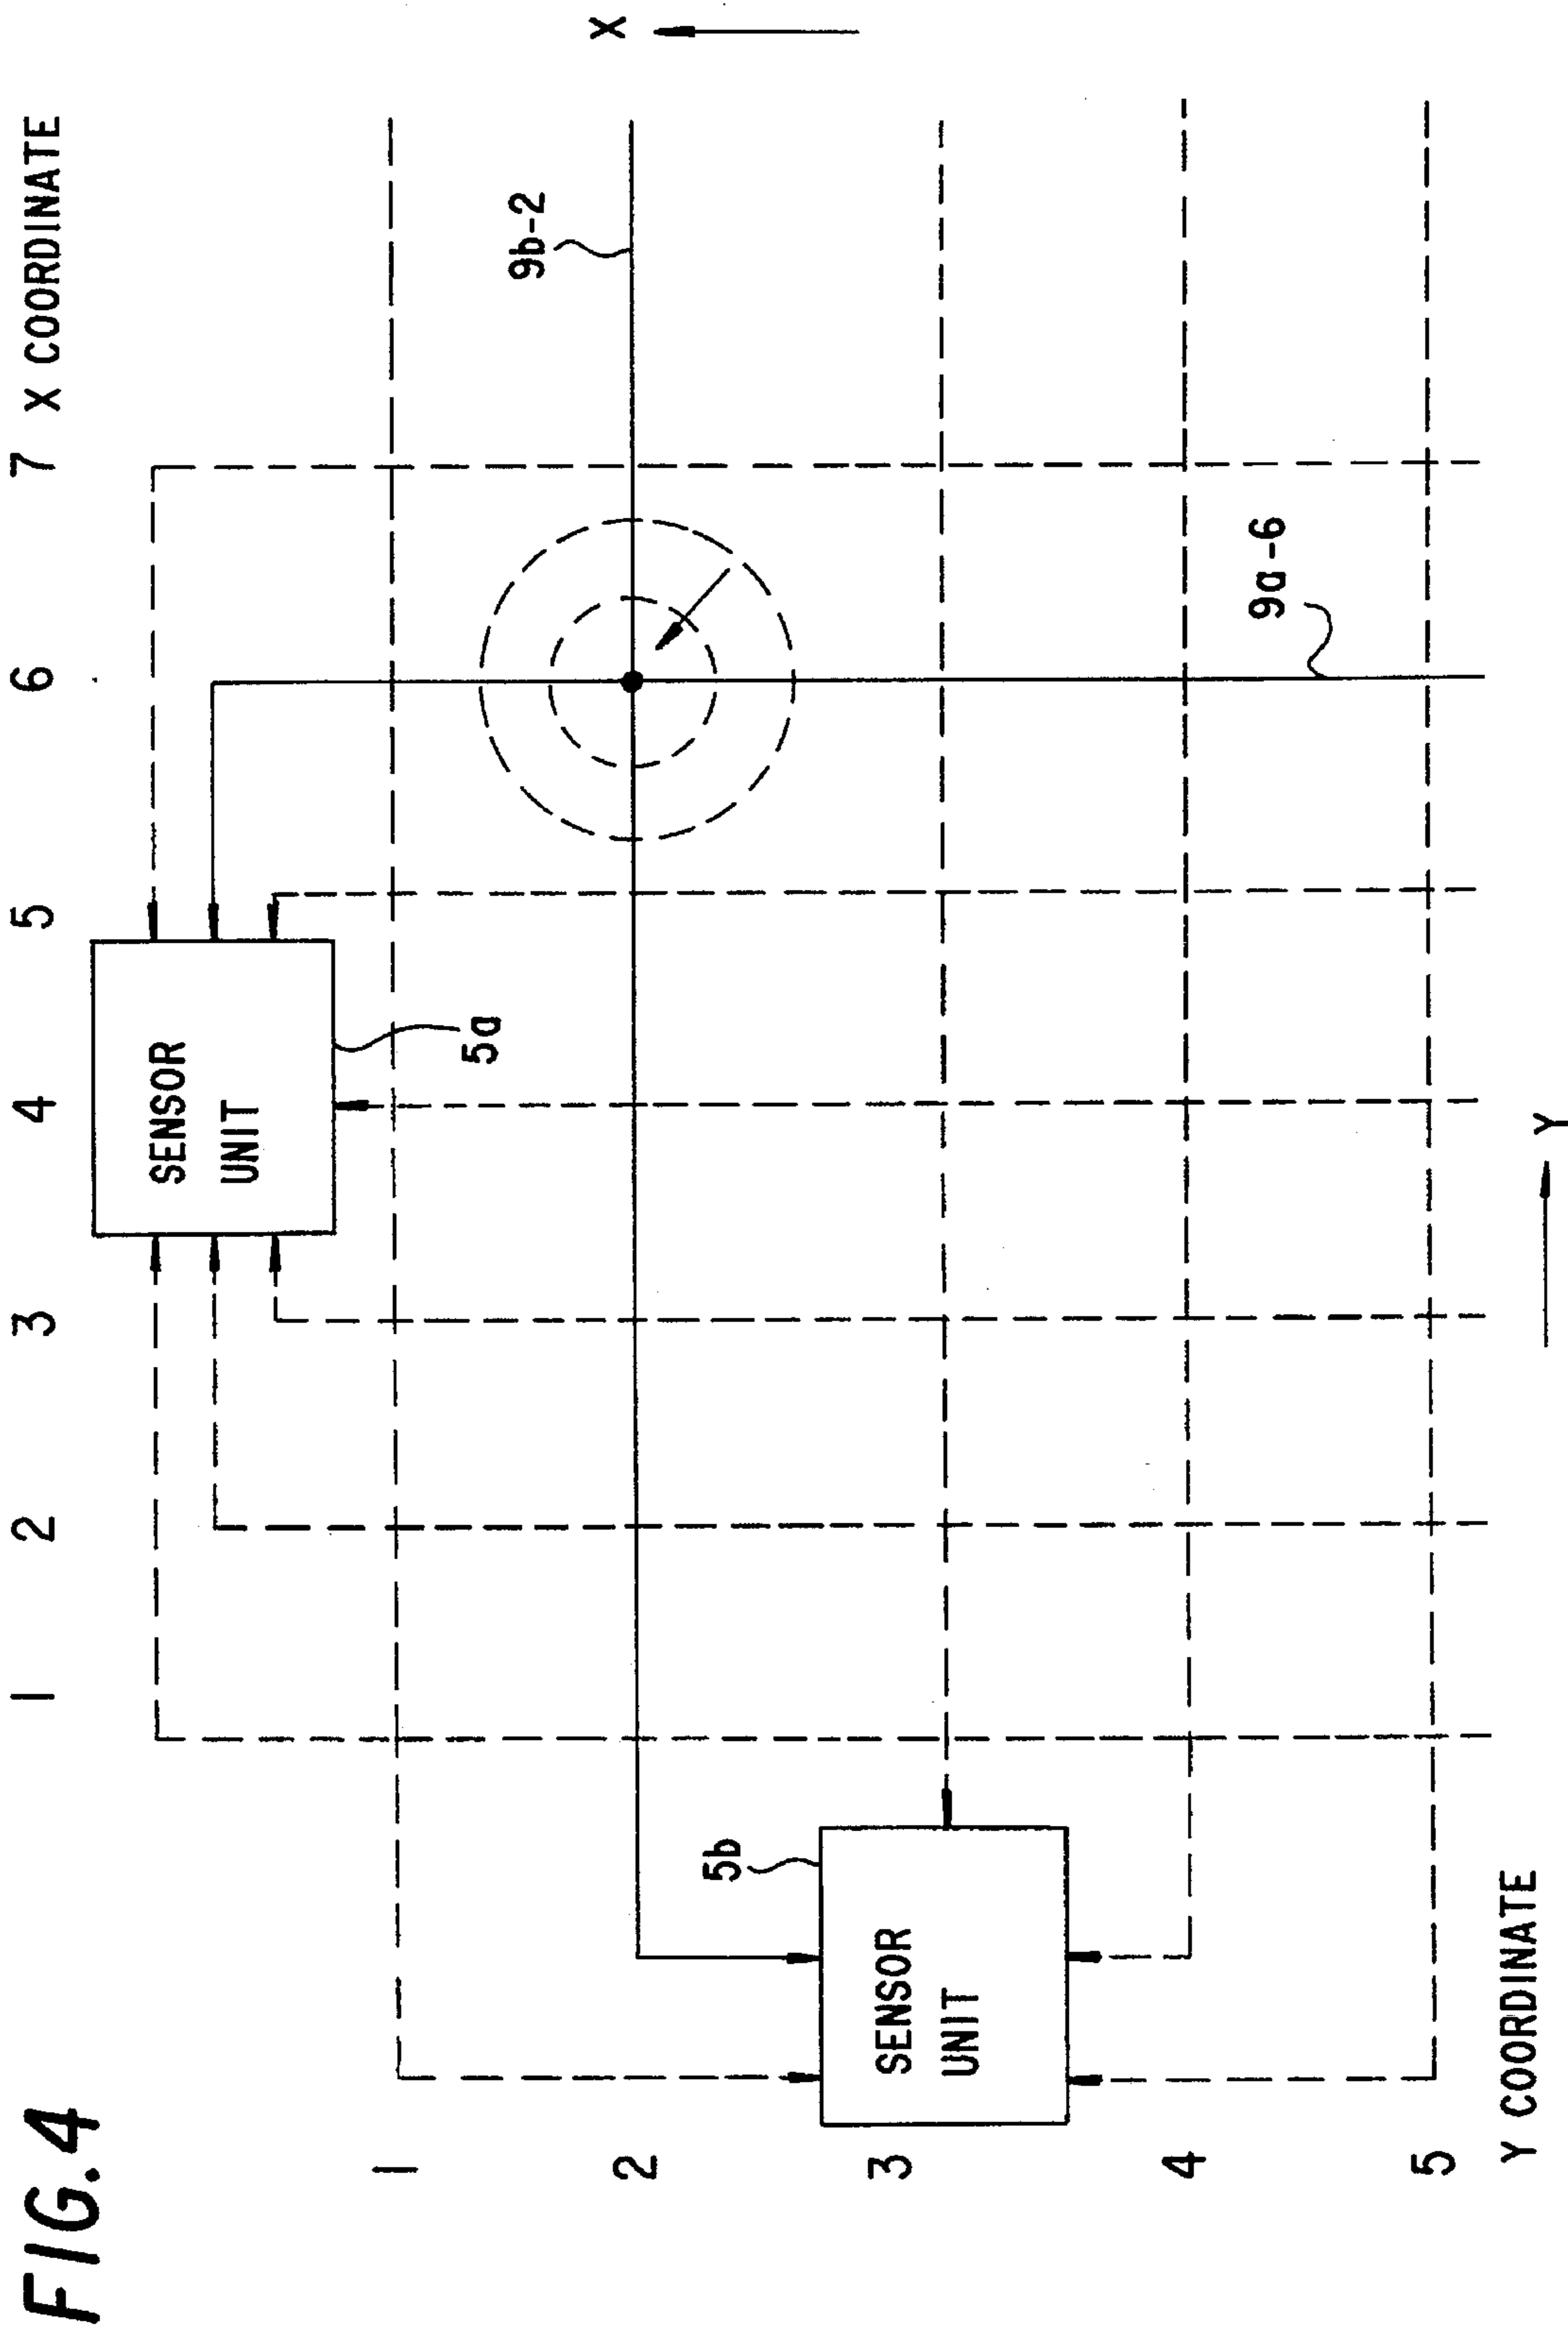 FIG.4
1 2 3 4 5 6 7 X COORDINATE
SENSOR
UNIT
1
5a
9b-2
X
2
5b
3
SENSOR
UNIT
4
9a-6
5
Y COORDINATE
Y